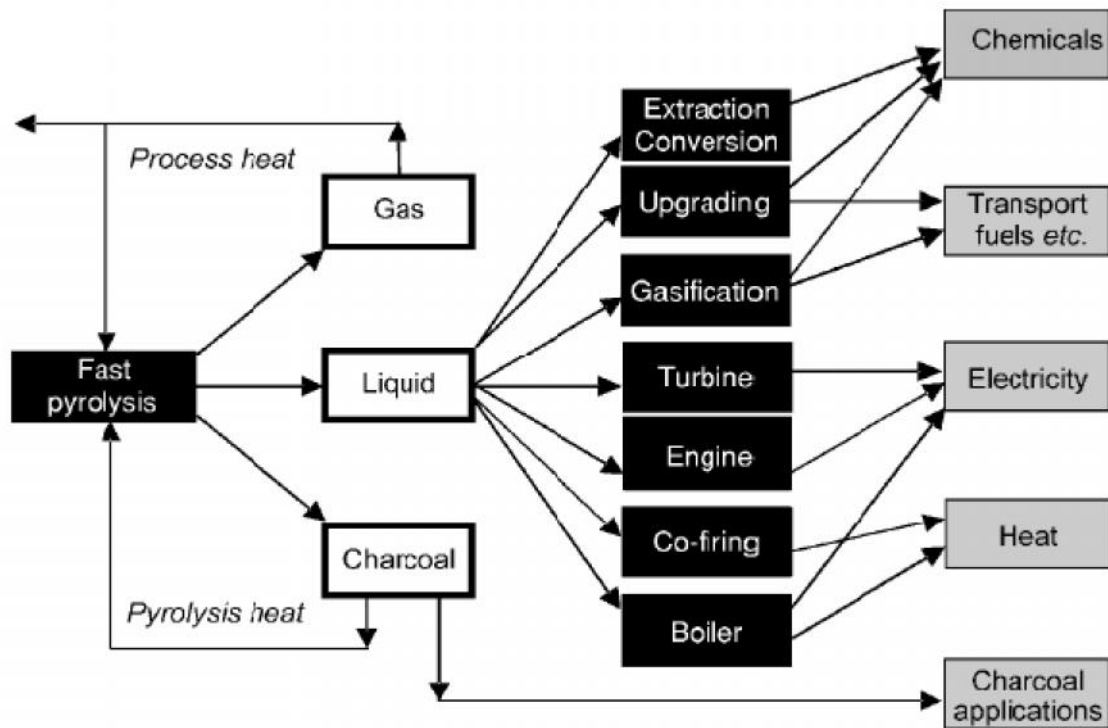 Chemicals
Extraction
Conversion
Process heat
Gas
Upgrading
Transport
fuels etc.
Gasification
Fast
pyrolysis
Liquid
Turbine
Electricity
Engine
Charcoal
Co-firing
Heat
Pyrolysis heat
Boiler
Charcoal
applications